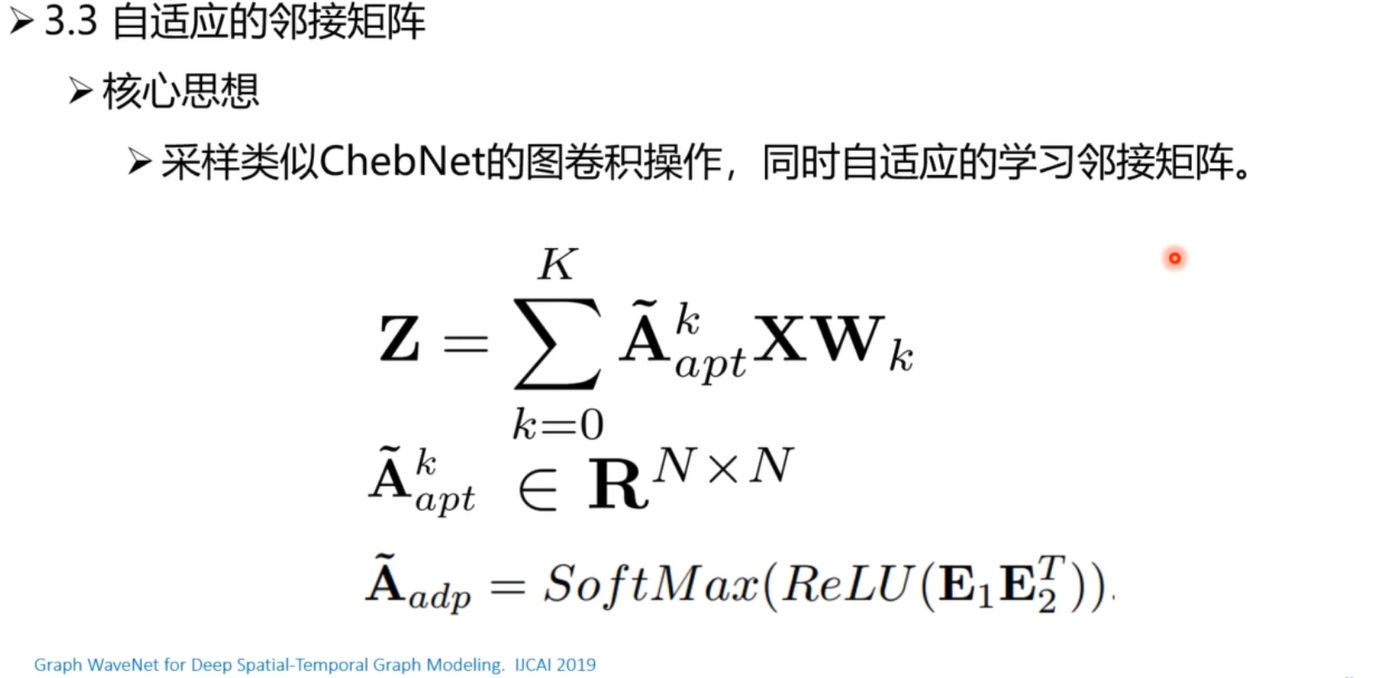 ➢ 3.3 自适应的邻接矩阵
➢ 核心思想
➢ 采样类似ChebNet的图卷积操作，同时自适应的学习邻接矩阵。
$\mathbf{Z} = \sum_{k=0}^{K} \tilde{\mathbf{A}}_{apt}^{k} \mathbf{X} \mathbf{W}_{k}$
$\tilde{\mathbf{A}}_{apt}^{k} \in \mathbf{R}^{N \times N}$
$\tilde{\mathbf{A}}_{adp} = SoftMax(ReLU(\mathbf{E}_1 \mathbf{E}_2^T)).$
Graph WaveNet for Deep Spatial-Temporal Graph Modeling. IJCAI 2019